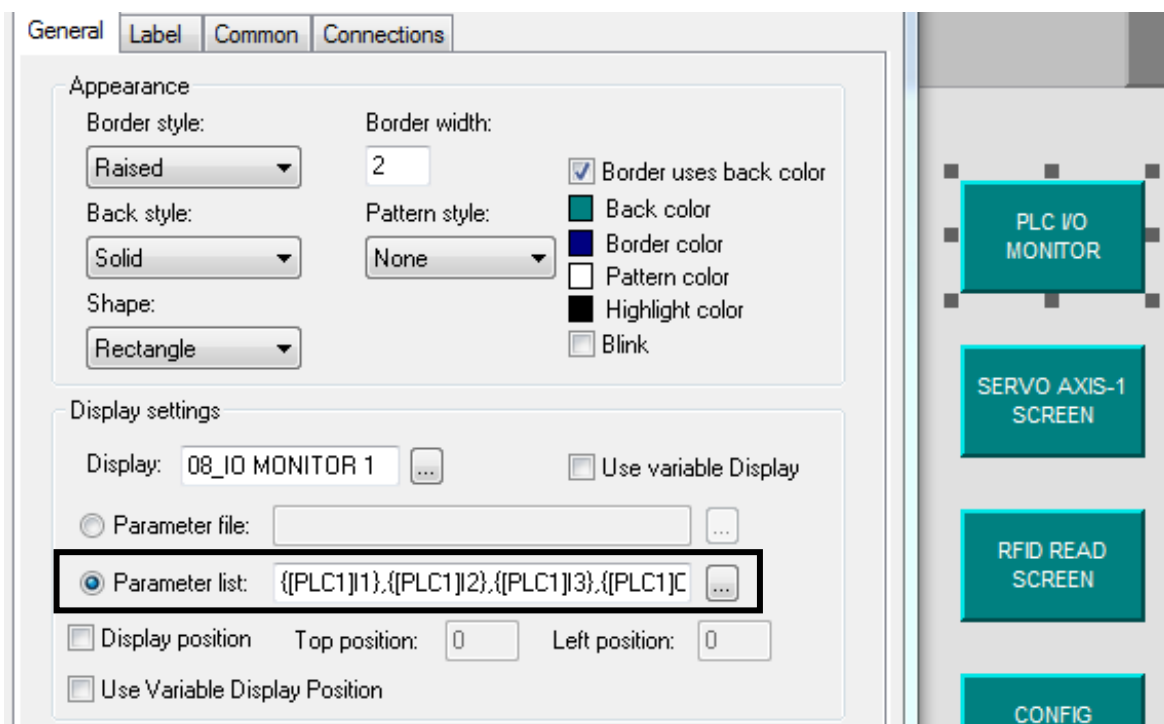 General Label Common Connections
Appearance
Border style: Border width:
Raised 2 Border uses back color
Back style: Pattern style: Back color
Solid None Border color
Pattern color
Shape: Highlight color
Rectangle Blink
Display settings
Display: 08_IO MONITOR 1 ... Use variable Display
Parameter file: ...
Parameter list: {[PLC1]I1},{[PLC1]I2},{[PLC1]I3},{[PLC1] ...
Display position Top position: 0 Left position: 0
Use Variable Display Position
PLC I/O
MONITOR
SERVO AXIS-1
SCREEN
RFID READ
SCREEN
CONFIG